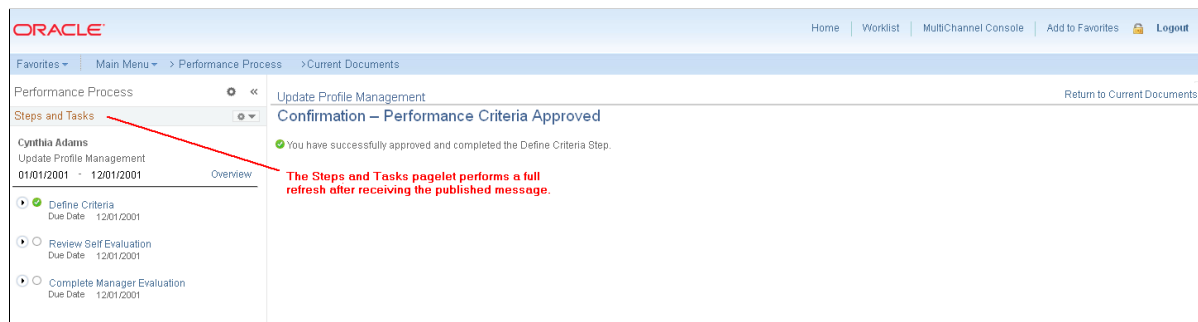 ORACLE
Home Worklist MultiChannel Console Add to Favorites Logout
Favorites Main Menu > Performance Process > Current Documents
Performance Process
Steps and Tasks
Cynthia Adams
Update Profile Management
01/01/2001 - 12/01/2001 Overview
Define Criteria
Due Date 12/01/2001
Review Self Evaluation
Due Date 12/01/2001
Complete Manager Evaluation
Due Date 12/01/2001
Update Profile Management Return to Current Documents
Confirmation – Performance Criteria Approved
You have successfully approved and completed the Define Criteria Step.
The Steps and Tasks pagelet performs a full
refresh after receiving the published message.